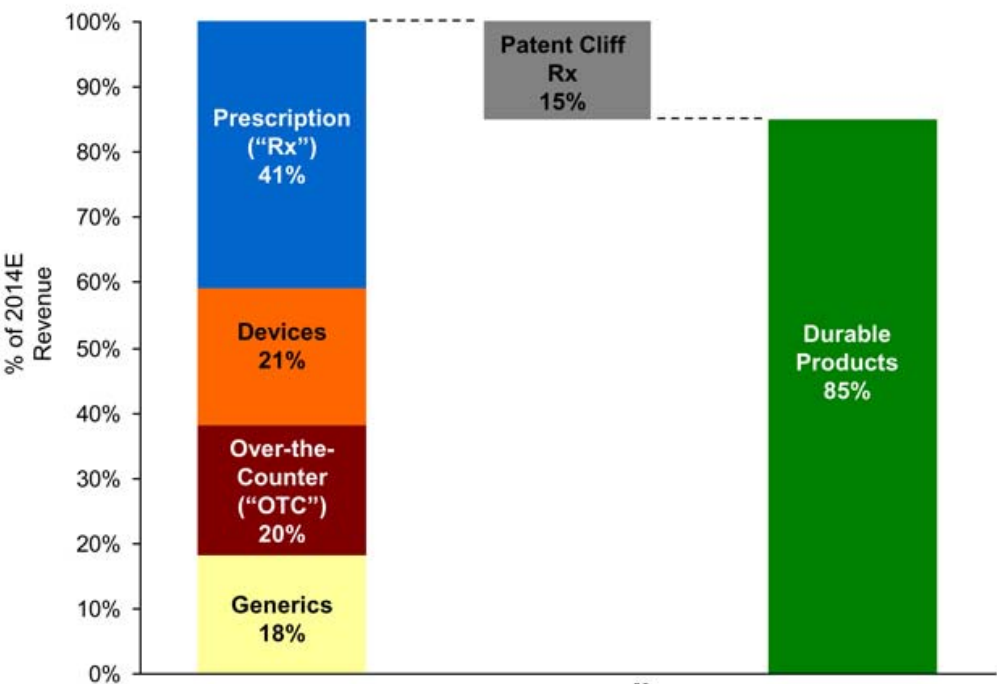 100%
90%
80%
70%
60%
50%
40%
30%
20%
10%
0%
% of 2014E
Revenue
Prescription
(“Rx”)
41%
Devices
21%
Over-the-
Counter
(“OTC”)
20%
Generics
18%
Patent Cliff
Rx
15%
Durable
Products
85%